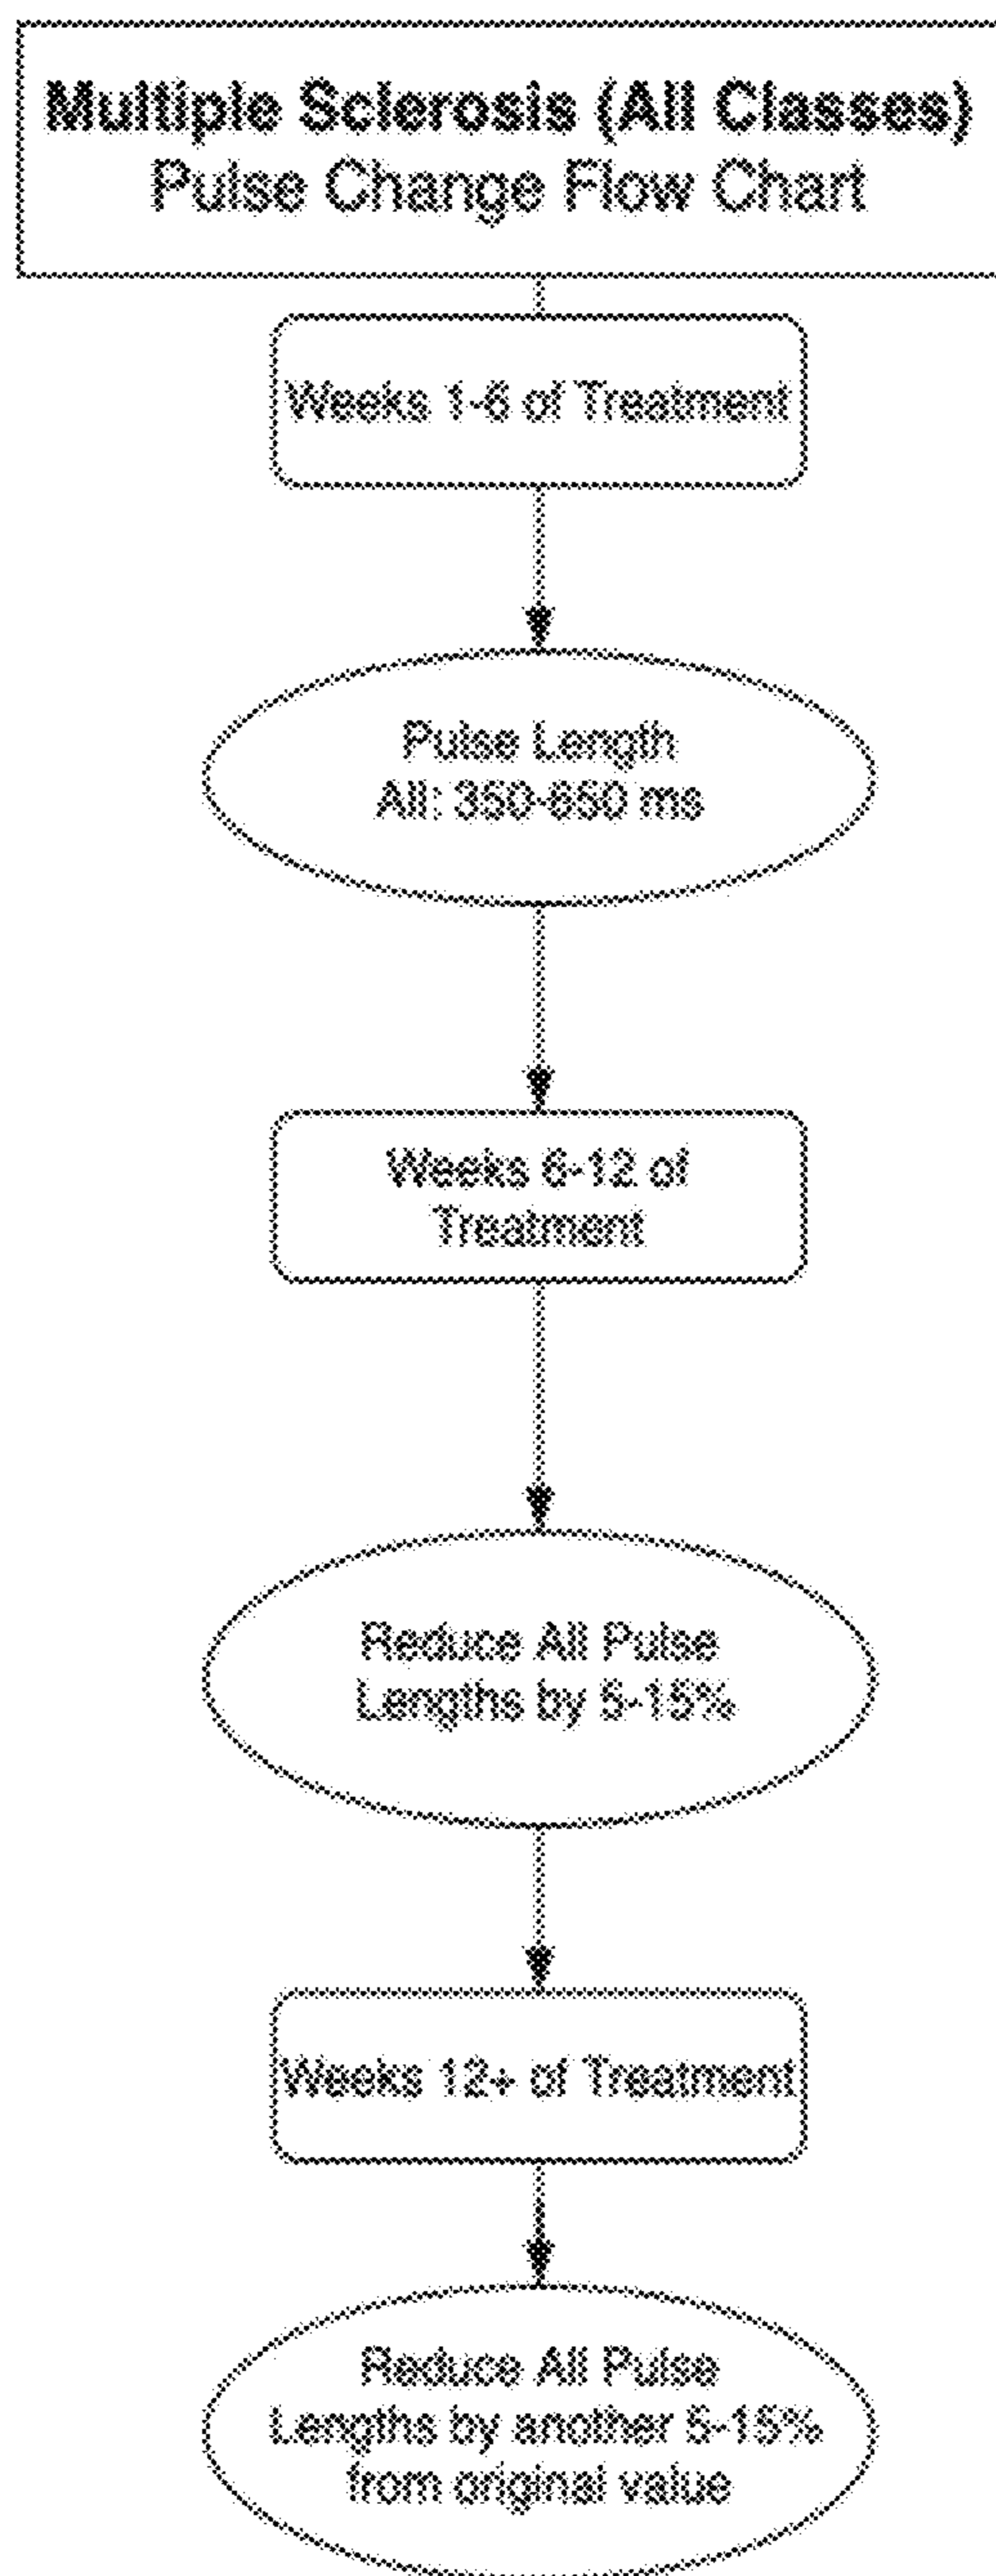 Multiple Sclerosis (All Classes)
Pulse Change Flow Chart
Weeks 1-6 of Treatment
Pulse Length
All: 350-650 ms
Weeks 6-12 of
Treatment
Reduce All Pulse
Lengths by 5-15%
Weeks 12+ of Treatment
Reduce All Pulse
Lengths by another 5-15%
from original value